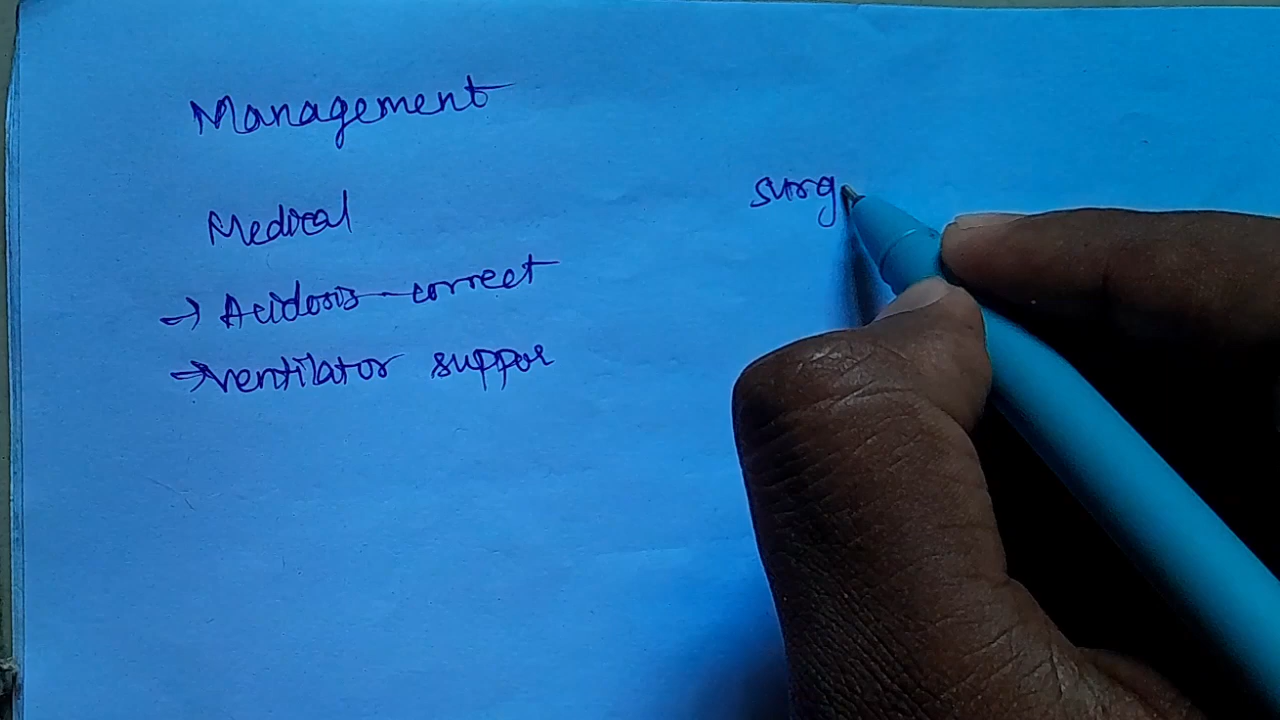 Management
Medical
surg
→ Acidosis correct
→ ventilator suppor